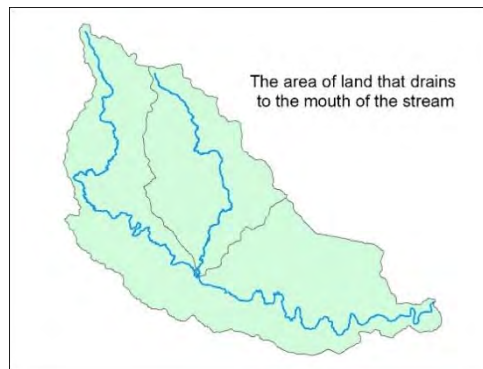 The area of land that drains
to the mouth of the stream